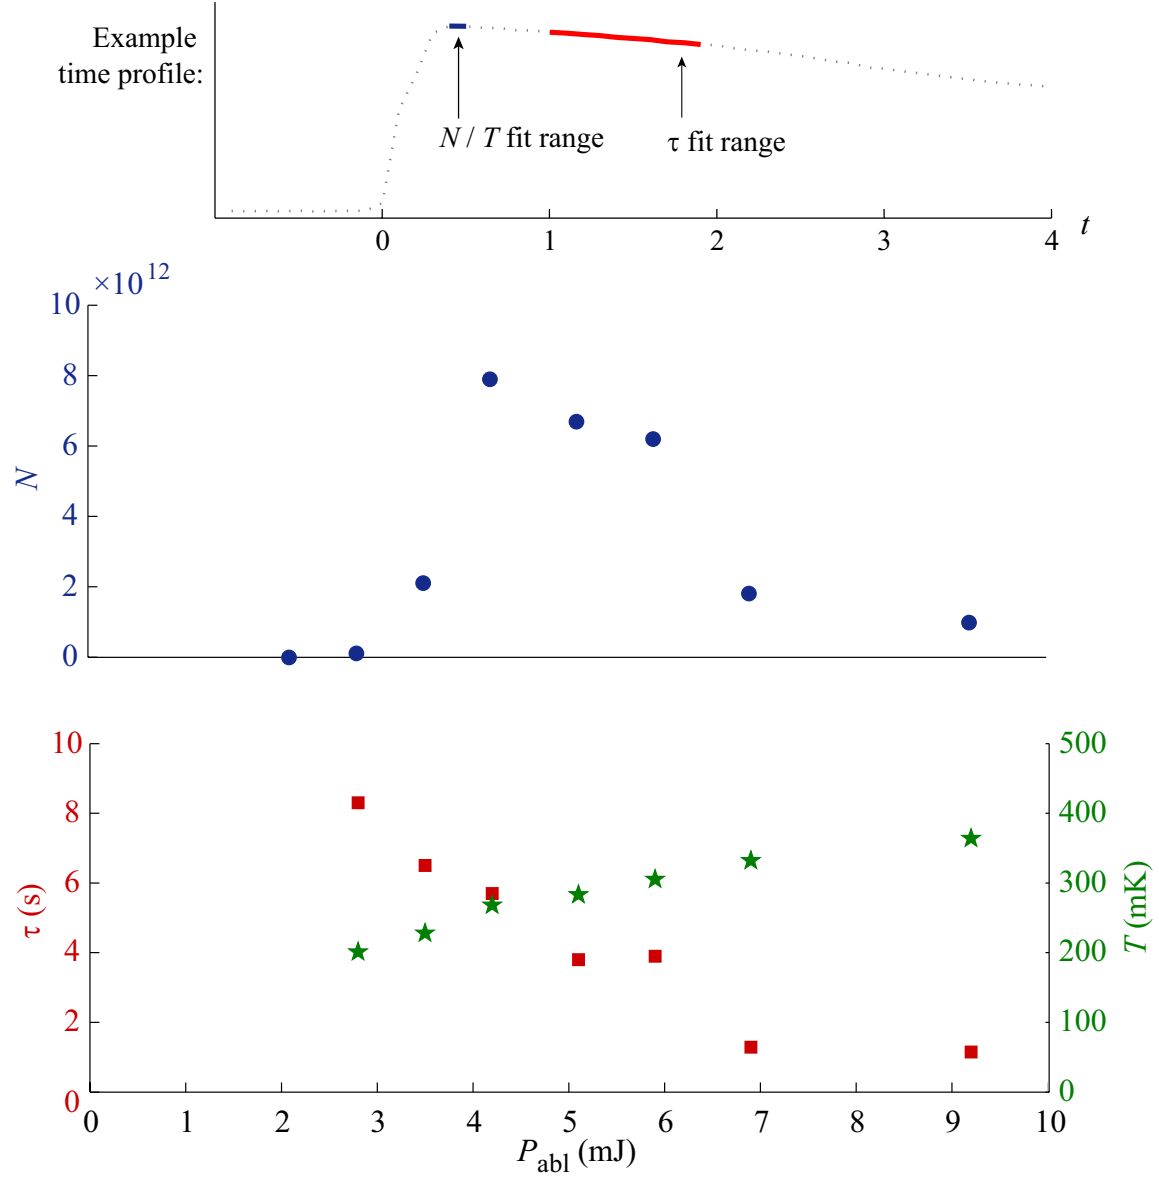 Example
time profile:
N / T fit range
τ fit range
0 1 2 3 4 t
×10¹²
10
8
6
4
2
0
N
10
8
6
4
2
0
τ (s)
500
400
300
200
100
0
T (mK)
0 1 2 3 4 5 6 7 8 9 10
P_abl (mJ)